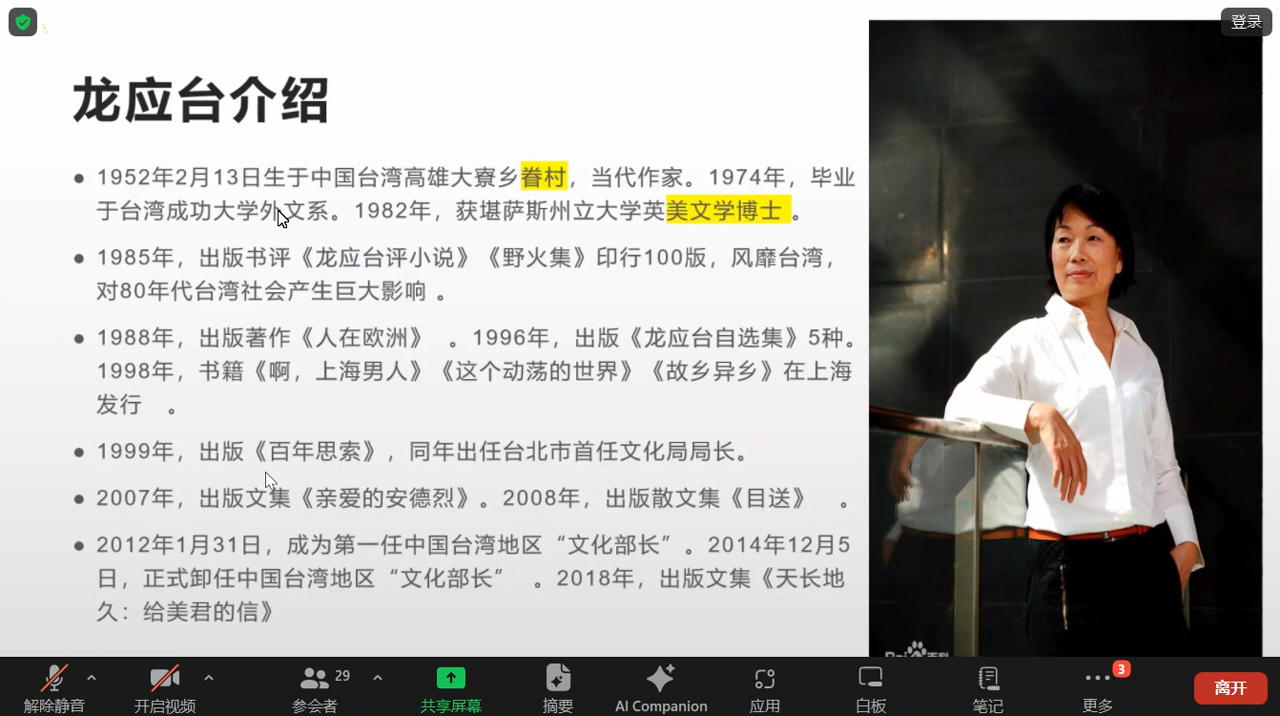 登录
龙应台介绍
• 1952年2月13日生于中国台湾高雄大寮乡眷村，当代作家。1974年，毕业
于台湾成功大学外文系。1982年，获堪萨斯州立大学英美文学博士 。
• 1985年，出版书评《龙应台评小说》《野火集》印行100版，风靡台湾，
对80年代台湾社会产生巨大影响 。
• 1988年，出版著作《人在欧洲》 。1996年，出版《龙应台自选集》5种。
1998年，书籍《啊，上海男人》《这个动荡的世界》《故乡异乡》在上海
发行 。
• 1999年，出版《百年思索》，同年出任台北市首任文化局局长。
• 2007年，出版文集《亲爱的安德烈》。2008年，出版散文集《目送》 。
• 2012年1月31日，成为第一任中国台湾地区“文化部长”。2014年12月5
日，正式卸任中国台湾地区“文化部长” 。2018年，出版文集《天长地
久：给美君的信》
29
3
解除静音 开启视频 参会者 共享屏幕 摘要 AI Companion 应用 白板 笔记 更多 离开